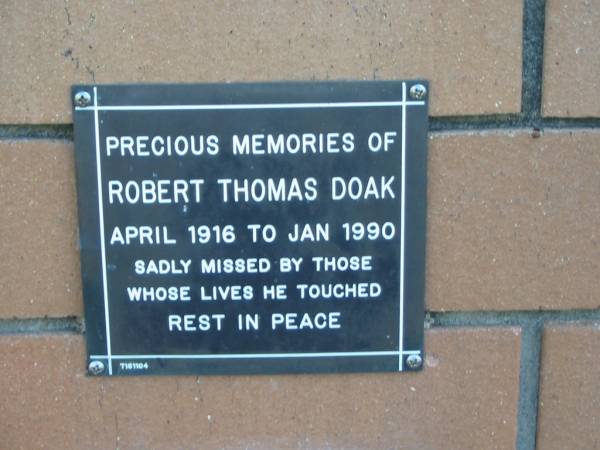 PRECIOUS MEMORIES OF
ROBERT THOMAS DOAK
APRIL 1916 TO JAN 1990
SADLY MISSED BY THOSE
WHOSE LIVES HE TOUCHED
REST IN PEACE